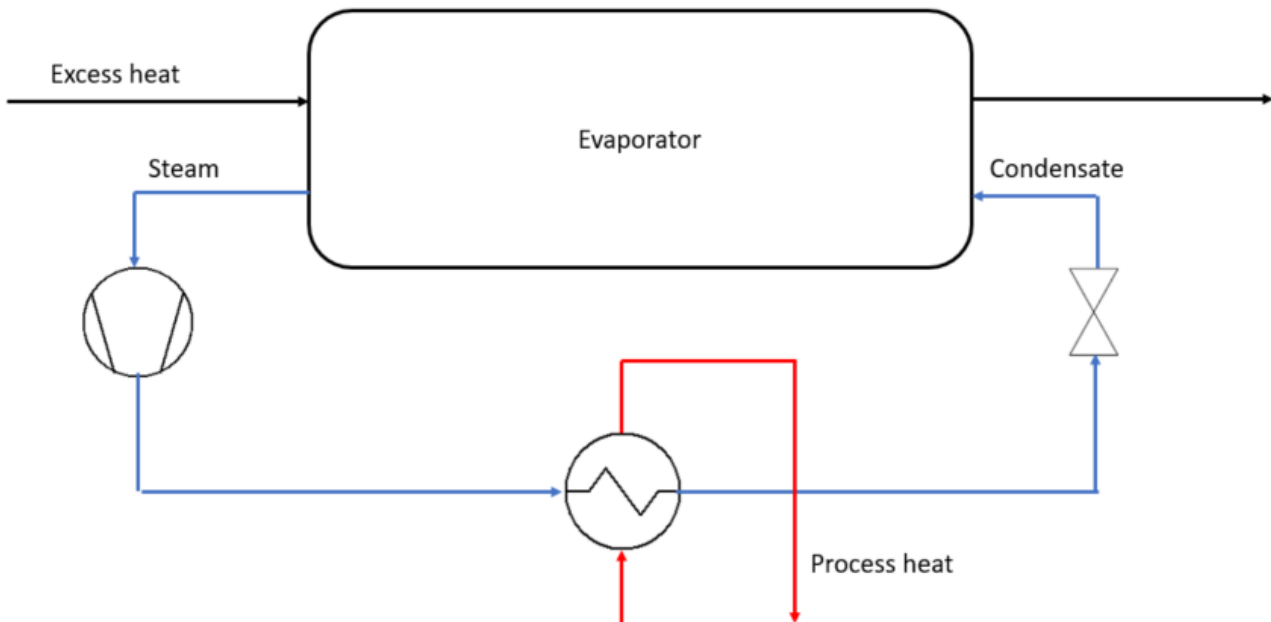 Excess heat
Evaporator
Steam
Condensate
Process heat